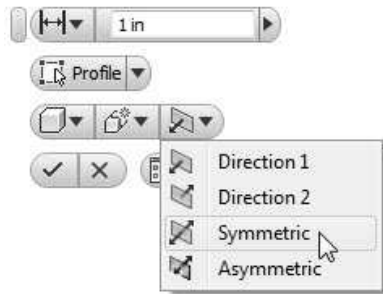 1 in
Profile
Direction 1
Direction 2
Symmetric
Asymmetric